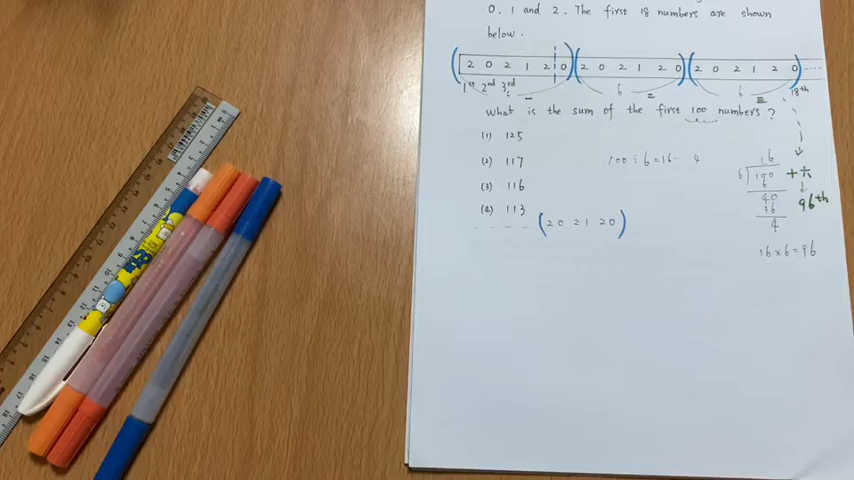 0, 1 and 2. The first 18 numbers are shown
below.
(2 0 2 1 2 0)(2 0 2 1 2 0)(2 0 2 1 2 0).....
1st 2nd 3rd 6 6 18th
What is the sum of the first 100 numbers?
(1) 125
(2) 117
(3) 116
(4) 113
- - - - (20 21 20)
100 ÷ 6 = 16 - 4
16
6 100
6
40
36
4
96th
16 × 6 = 96